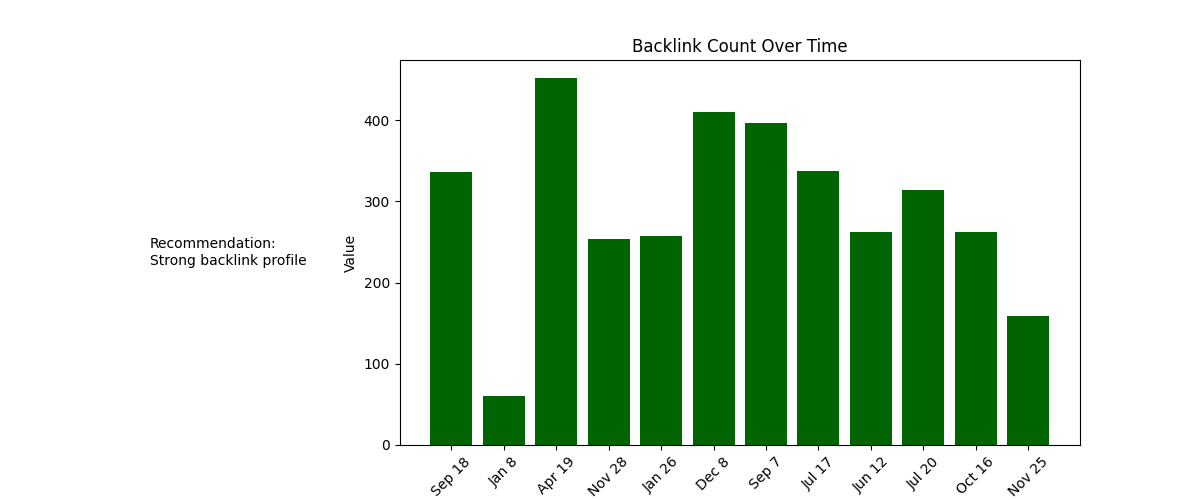 Backlink Count Over Time
Recommendation:
Strong backlink profile
Value
400
300
200
100
0
Sep 18
Jan 8
Apr 19
Nov 28
Jan 26
Dec 8
Sep 7
Jul 17
Jun 12
Jul 20
Oct 16
Nov 25